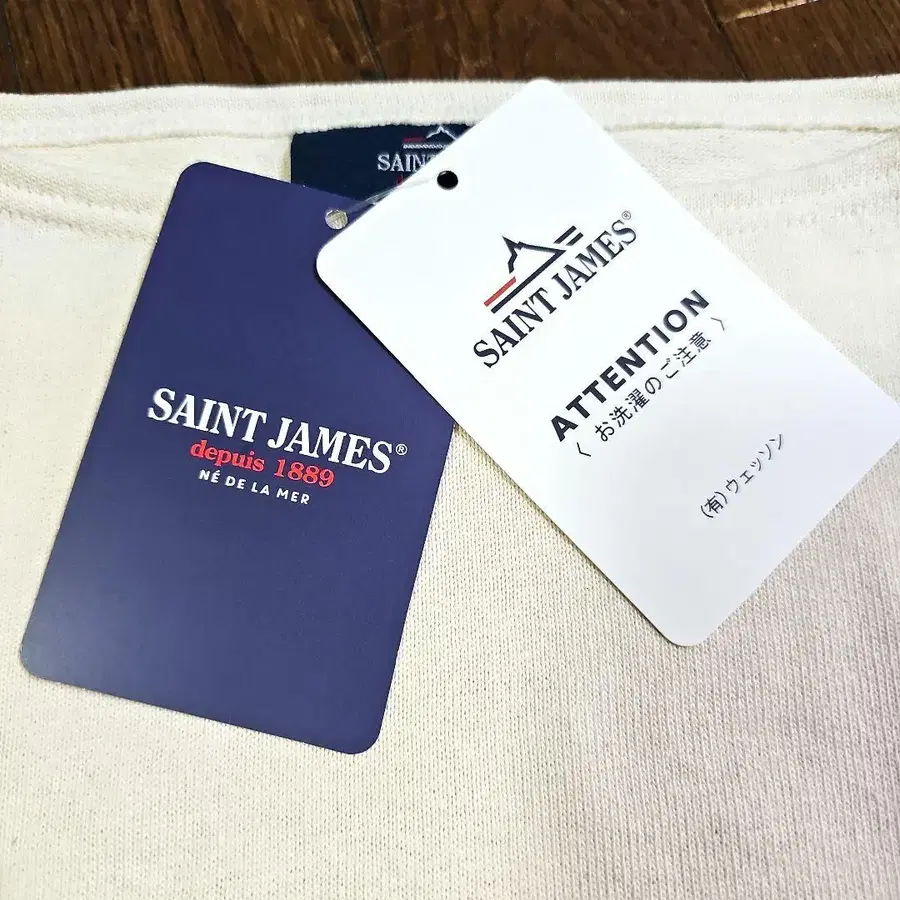 SAINT JAMES®
depuis 1889
NÉ DE LA MER
SAINT JAMES®
ATTENTION
〈 お洗濯のご注意 〉
(有)ウェッソン